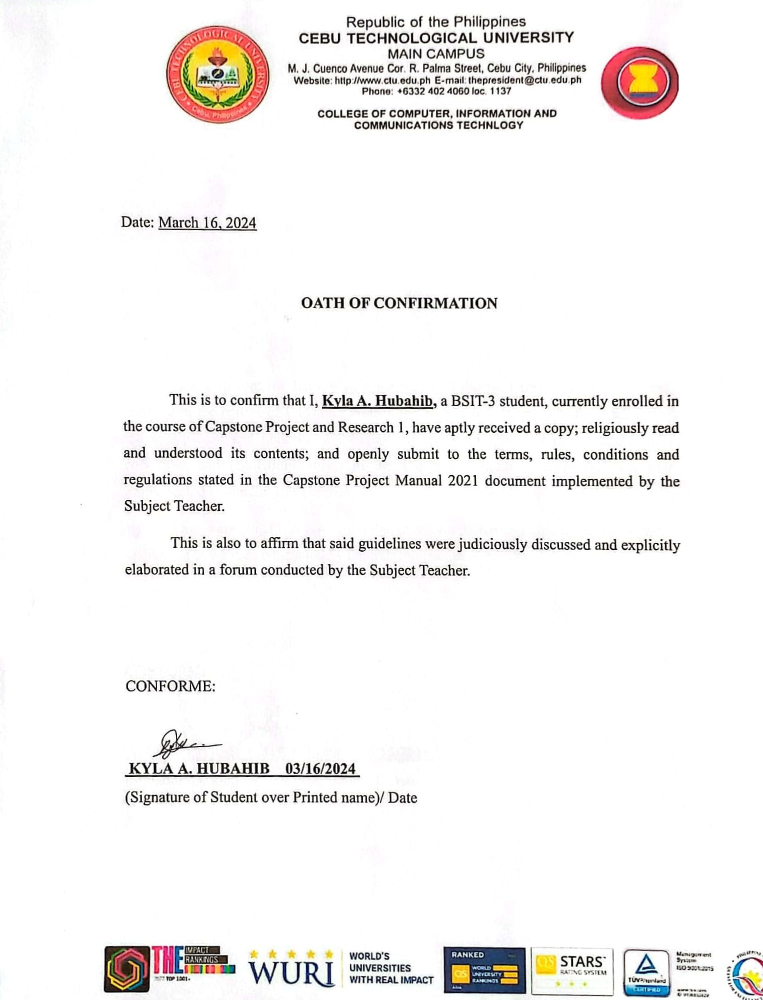 Republic of the Philippines
CEBU TECHNOLOGICAL UNIVERSITY
MAIN CAMPUS
M. J. Cuenco Avenue Cor. R. Palma Street, Cebu City, Philippines
Website: http://www.ctu.edu.ph E-mail: thepresident@ctu.edu.ph
Phone: +6332 402 4060 loc. 1137
COLLEGE OF COMPUTER, INFORMATION AND
COMMUNICATIONS TECHNLOGY
CEBU TECHNOLOGICAL UNIVERSITY
Cebu, Philippines
Date: March 16, 2024
OATH OF CONFIRMATION
This is to confirm that I, Kyla A. Hubahib, a BSIT-3 student, currently enrolled in
the course of Capstone Project and Research 1, have aptly received a copy; religiously read
and understood its contents; and openly submit to the terms, rules, conditions and
regulations stated in the Capstone Project Manual 2021 document implemented by the
Subject Teacher.
This is also to affirm that said guidelines were judiciously discussed and explicitly
elaborated in a forum conducted by the Subject Teacher.
CONFORME:
KYLA A. HUBAHIB 03/16/2024
(Signature of Student over Printed name)/ Date
THE IMPACT
RANKINGS
TOP 1001+
WURI
WORLD'S
UNIVERSITIES
WITH REAL IMPACT
RANKED
QS WORLD
UNIVERSITY
RANKINGS
QS STARS
RATING SYSTEM
TÜVRheinland
CERTIFIED
Management
System
ISO 9001:2015